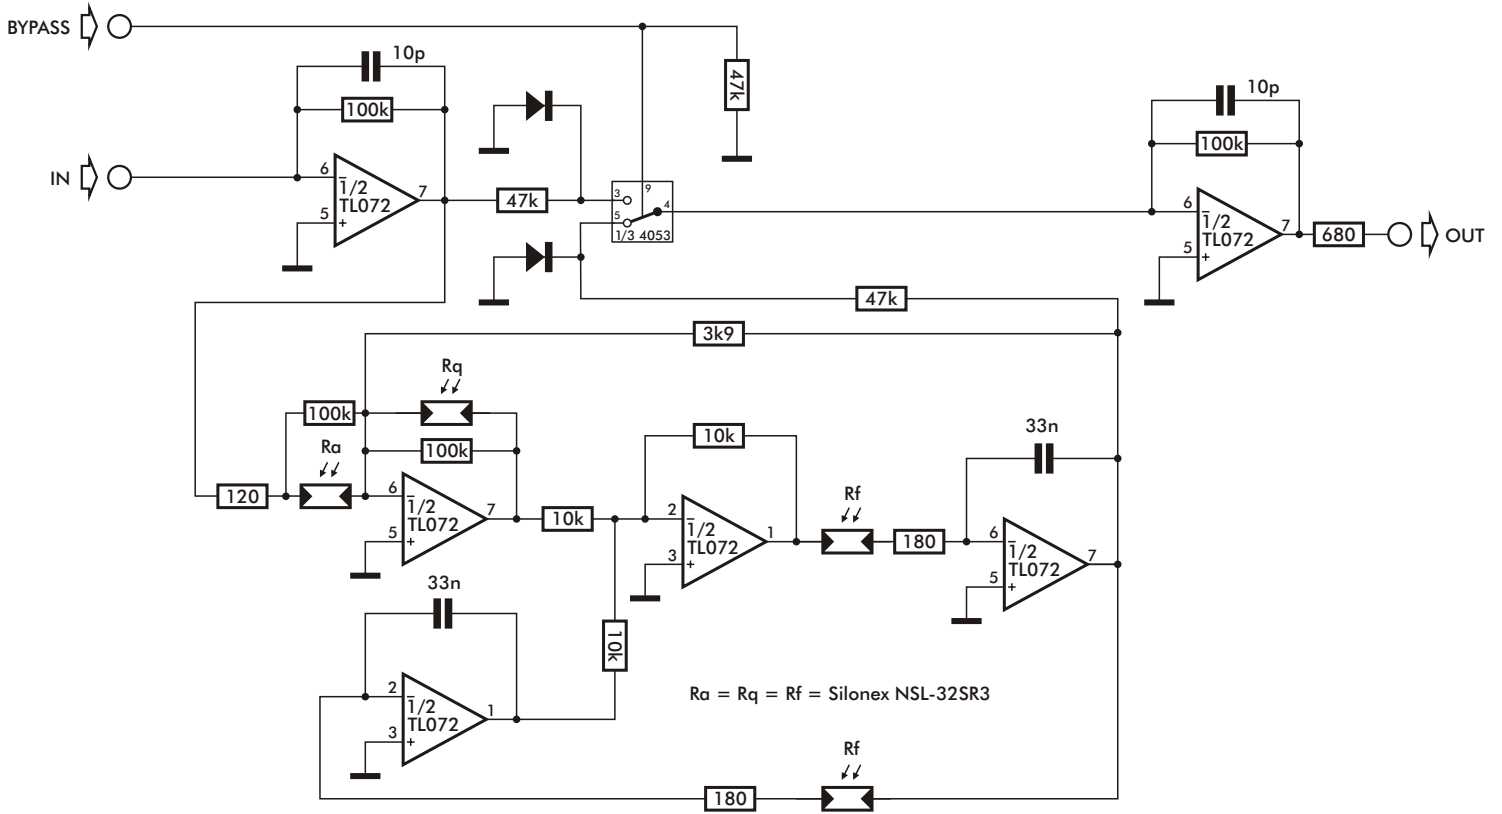 BYPASS
10p
100k
47k
IN
6
5
7
-
+
1/2
TL072
47k
3
5
9
4
1/3 4053
10p
100k
6
5
7
-
+
1/2
TL072
680
OUT
47k
3k9
Rq
100k
100k
Ra
120
6
5
7
-
+
1/2
TL072
10k
10k
2
3
1
-
+
1/2
TL072
Rf
180
33n
6
5
7
-
+
1/2
TL072
33n
10k
2
3
1
-
+
1/2
TL072
Ra = Rq = Rf = Silonex NSL-32SR3
Rf
180